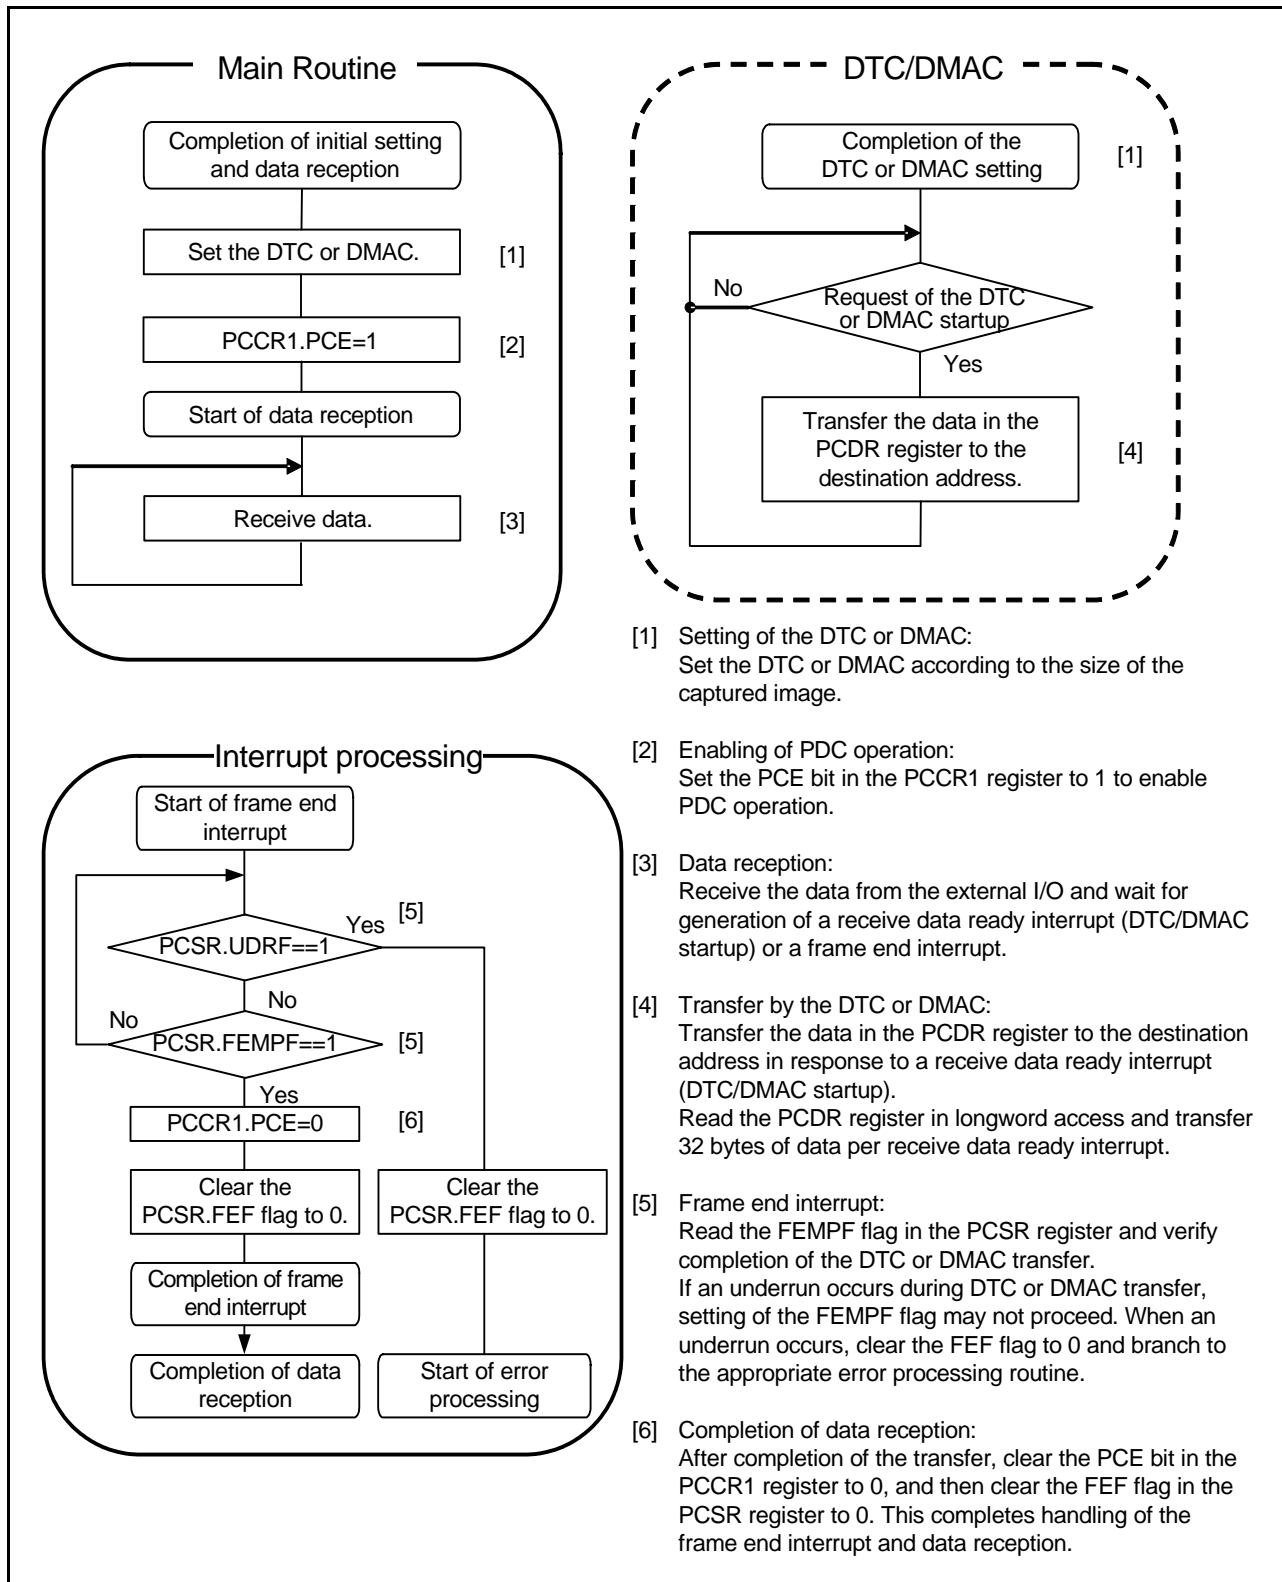 Main Routine
Completion of initial setting
and data reception
Set the DTC or DMAC.
[1]
PCCR1.PCE=1
[2]
Start of data reception
Receive data.
[3]
DTC/DMAC
Completion of the
DTC or DMAC setting
[1]
No
Request of the DTC
or DMAC startup
Yes
Transfer the data in the
PCDR register to the
destination address.
[4]
Interrupt processing
Start of frame end
interrupt
Yes
[5]
PCSR.UDRF==1
No
No
PCSR.FEMPF==1
[5]
Yes
PCCR1.PCE=0
[6]
Clear the
PCSR.FEF flag to 0.
Clear the
PCSR.FEF flag to 0.
Completion of frame
end interrupt
Completion of data
reception
Start of error
processing
[1] Setting of the DTC or DMAC:
Set the DTC or DMAC according to the size of the
captured image.
[2] Enabling of PDC operation:
Set the PCE bit in the PCCR1 register to 1 to enable
PDC operation.
[3] Data reception:
Receive the data from the external I/O and wait for
generation of a receive data ready interrupt (DTC/DMAC
startup) or a frame end interrupt.
[4] Transfer by the DTC or DMAC:
Transfer the data in the PCDR register to the destination
address in response to a receive data ready interrupt
(DTC/DMAC startup).
Read the PCDR register in longword access and transfer
32 bytes of data per receive data ready interrupt.
[5] Frame end interrupt:
Read the FEMPF flag in the PCSR register and verify
completion of the DTC or DMAC transfer.
If an underrun occurs during DTC or DMAC transfer,
setting of the FEMPF flag may not proceed. When an
underrun occurs, clear the FEF flag to 0 and branch to
the appropriate error processing routine.
[6] Completion of data reception:
After completion of the transfer, clear the PCE bit in the
PCCR1 register to 0, and then clear the FEF flag in the
PCSR register to 0. This completes handling of the
frame end interrupt and data reception.